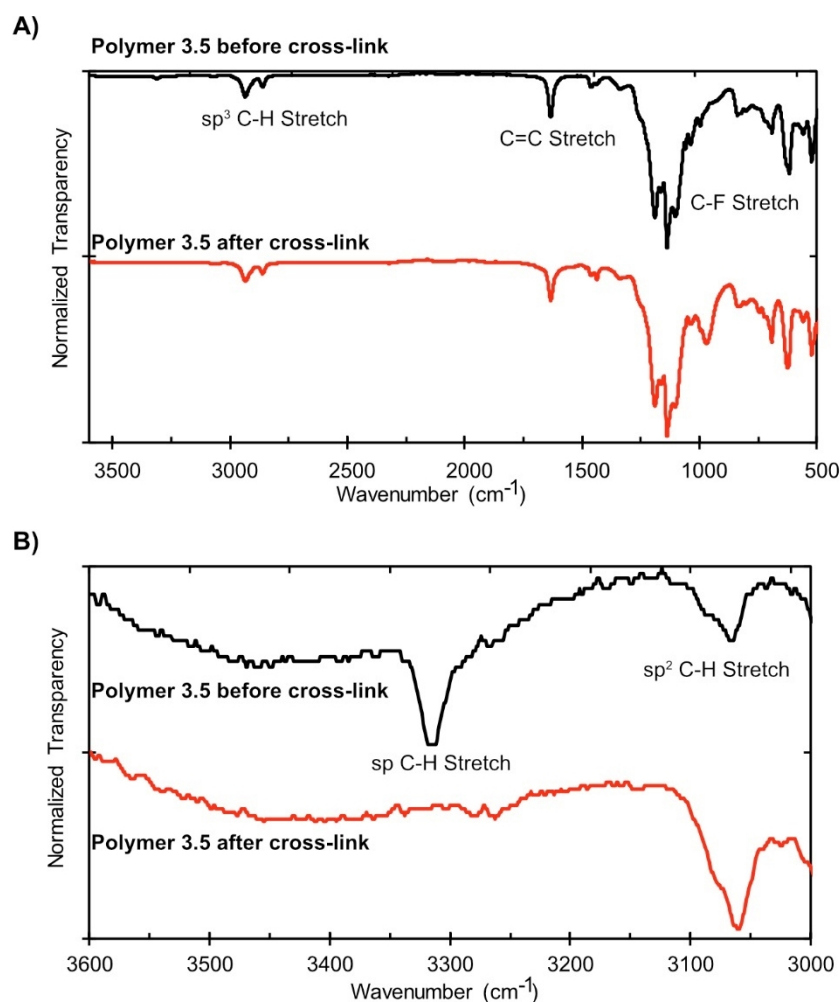 A)
Polymer 3.5 before cross-link
sp³ C-H Stretch
C=C Stretch
C-F Stretch
Polymer 3.5 after cross-link
Normalized Transparency
3500 3000 2500 2000 1500 1000 500
Wavenumber (cm⁻¹)
B)
sp² C-H Stretch
Polymer 3.5 before cross-link
sp C-H Stretch
Polymer 3.5 after cross-link
Normalized Transparency
3600 3500 3400 3300 3200 3100 3000
Wavenumber (cm⁻¹)